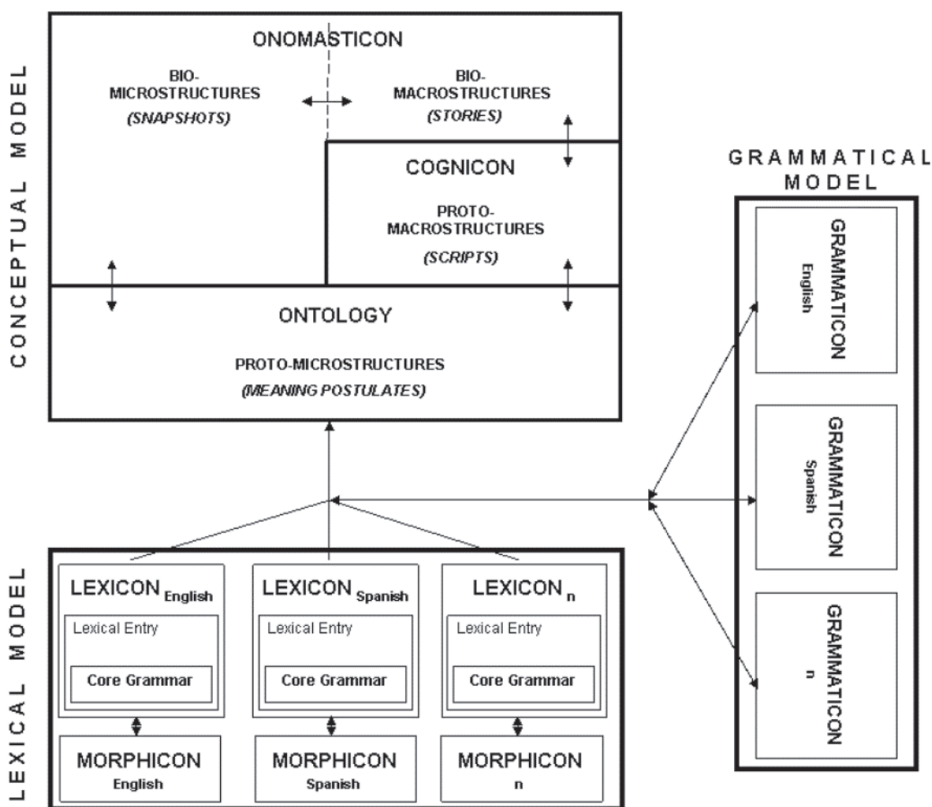 CONCEPTUAL MODEL
ONOMASTICON
BIO-
MICROSTRUCTURES
(SNAPSHOTS)
BIO-
MACROSTRUCTURES
(STORIES)
COGNICON
PROTO-
MACROSTRUCTURES
(SCRIPTS)
ONTOLOGY
PROTO-MICROSTRUCTURES
(MEANING POSTULATES)
GRAMMATICAL
MODEL
GRAMMATICON
English
GRAMMATICON
Spanish
GRAMMATICON
n
LEXICAL MODEL
LEXICON English
Lexical Entry
Core Grammar
MORPHICON
English
LEXICON Spanish
Lexical Entry
Core Grammar
MORPHICON
Spanish
LEXICON n
Lexical Entry
Core Grammar
MORPHICON
n